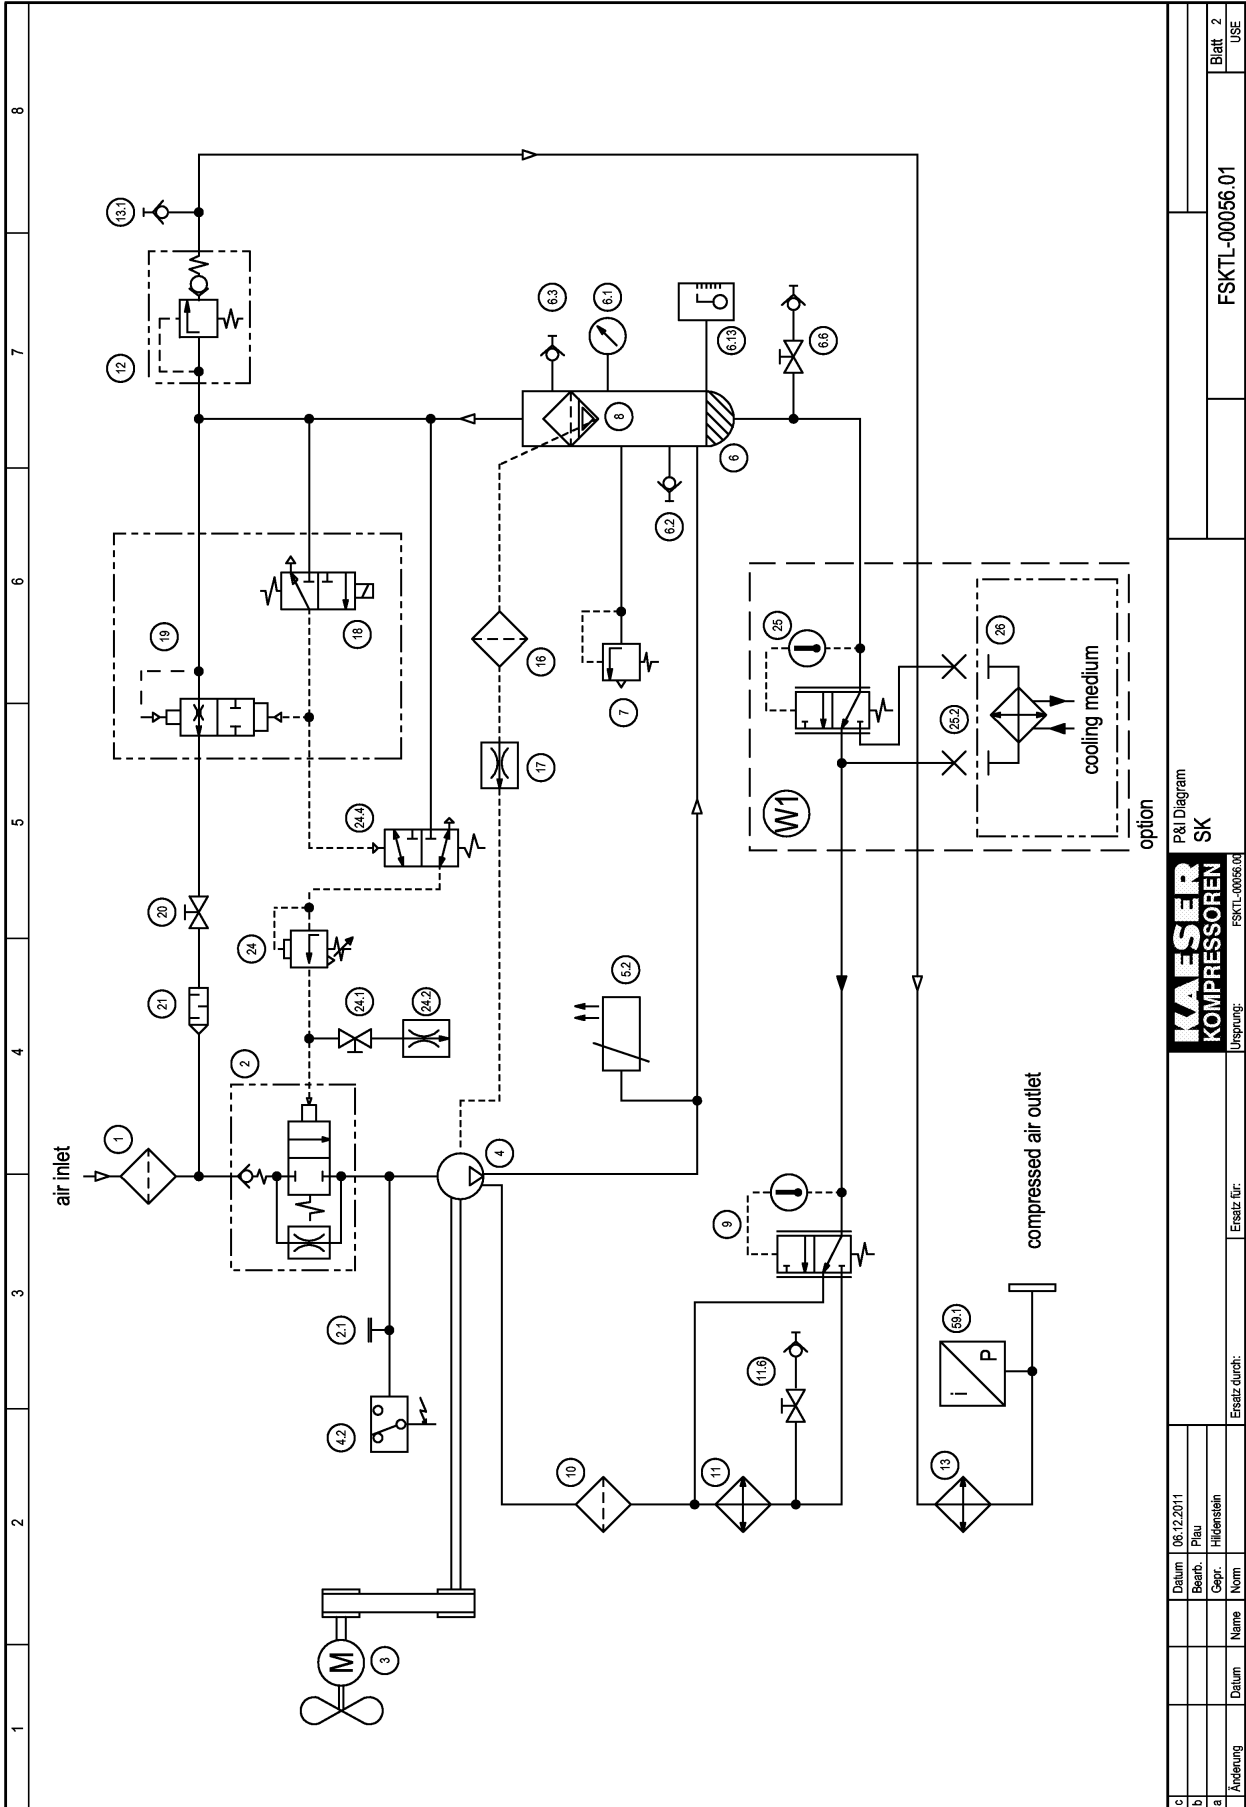 1
2
3
4
5
6
7
8
air inlet
1
21
20
19
12
13.1
2
24
24.1
24.2
24.4
18
2.1
4.2
M
3
4
17
16
8
6.3
6.1
6.13
6.6
6
6.2
7
5.2
10
11
11.6
9
W1
25
25.2
26
cooling medium
option
13
i
P
59.1
compressed air outlet
c
b
a
Änderung
Datum
Name
Datum
06.12.2011
Bearb.
Plau
Gepr.
Hildenstein
Norm
Ersatz durch:
Ersatz für:
Ursprung:
FSKTL-00056.00
KAESER
KOMPRESSOREN
P&I Diagram
SK
FSKTL-00056.01
Blatt 2
USE